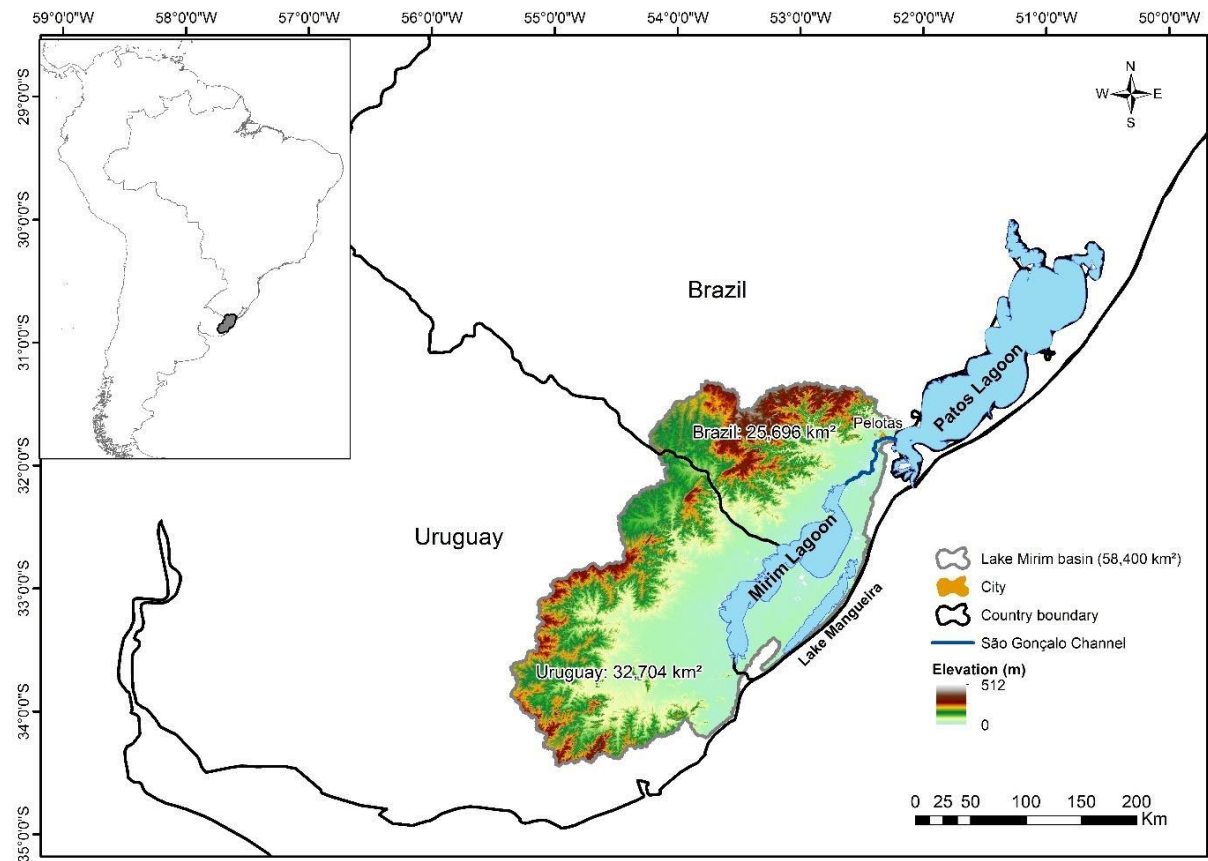 59°0'0"W 58°0'0"W 57°0'0"W 56°0'0"W 55°0'0"W 54°0'0"W 53°0'0"W 52°0'0"W 51°0'0"W 50°0'0"W
29°0'0"S
30°0'0"S
31°0'0"S
32°0'0"S
33°0'0"S
34°0'0"S
35°0'0"S
N
W E
S
Brazil
Patos Lagoon
Pelotas
Brazil: 25,696 km²
Uruguay
Mirim Lagoon
Lake Mangueira
Uruguay: 32,704 km²
Lake Mirim basin (58,400 km²)
City
Country boundary
São Gonçalo Channel
Elevation (m)
512
0
0 25 50 100 150 200
Km